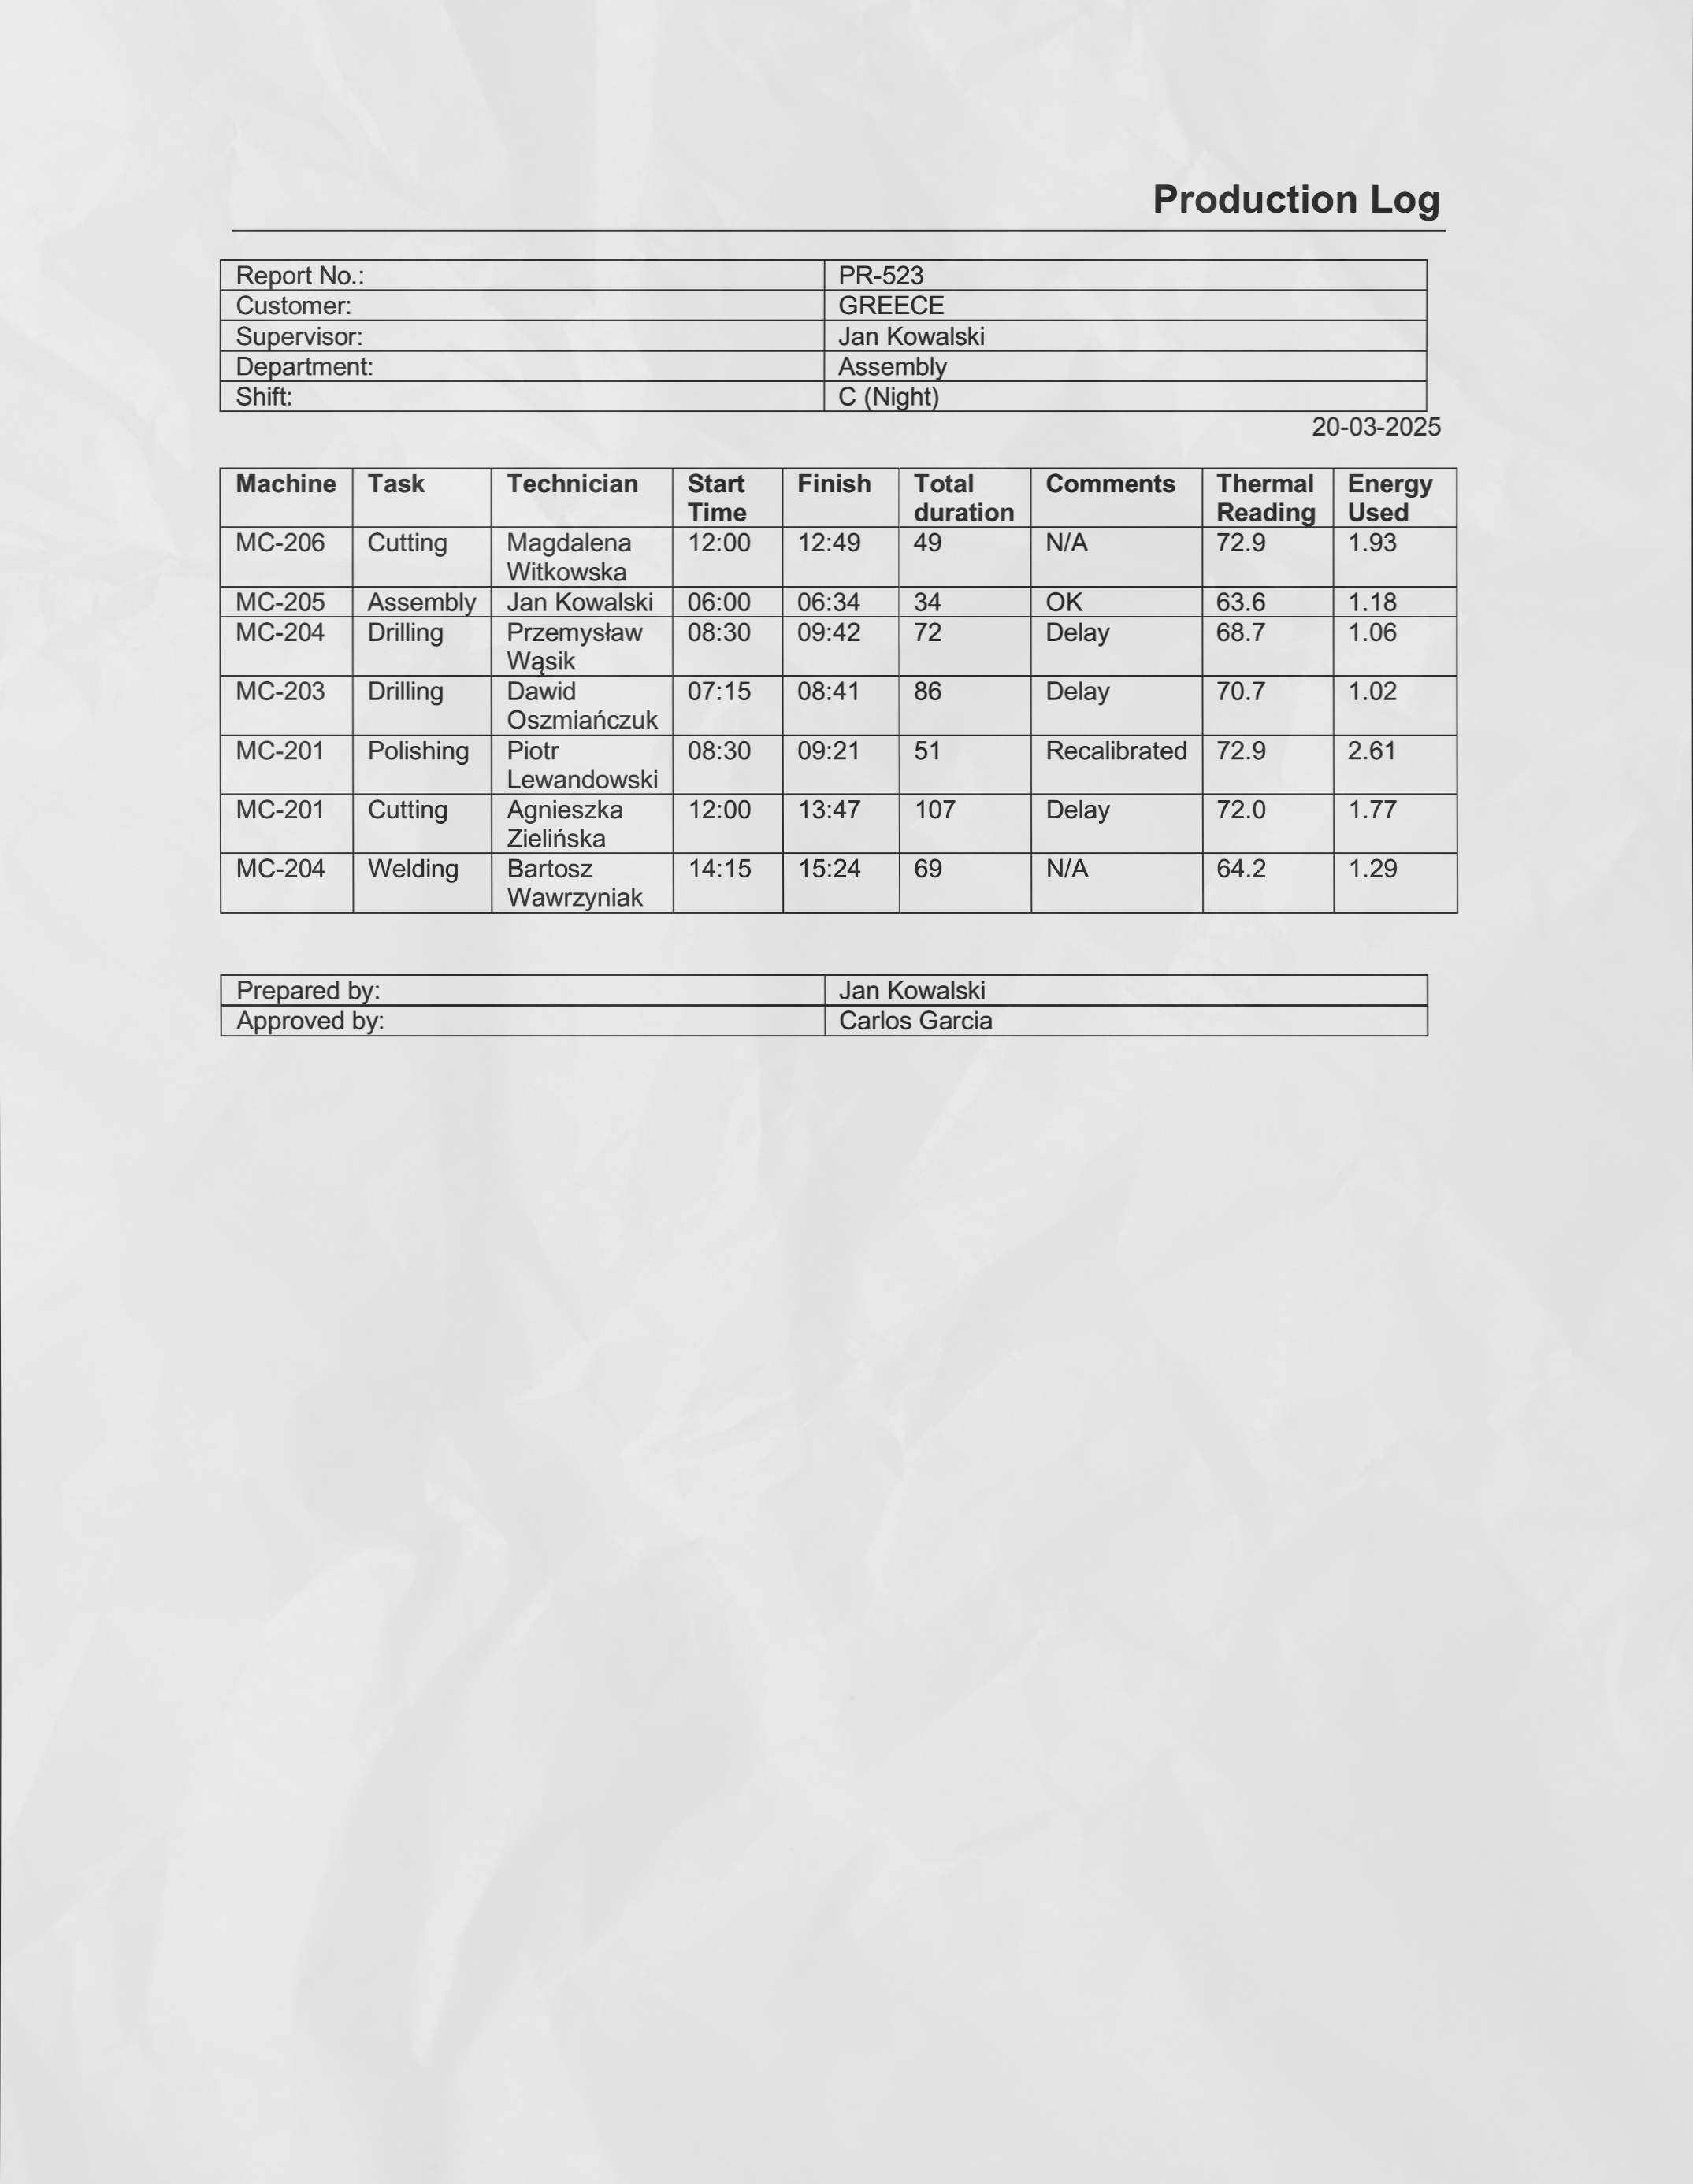 Production Log
Report No.: PR-523
Customer: GREECE
Supervisor: Jan Kowalski
Department: Assembly
Shift: C (Night)
20-03-2025
Machine Task Technician Start Time Finish Total duration Comments Thermal Reading Energy Used
MC-206 Cutting Magdalena Witkowska 12:00 12:49 49 N/A 72.9 1.93
MC-205 Assembly Jan Kowalski 06:00 06:34 34 OK 63.6 1.18
MC-204 Drilling Przemysław Wąsik 08:30 09:42 72 Delay 68.7 1.06
MC-203 Drilling Dawid Oszmiańczuk 07:15 08:41 86 Delay 70.7 1.02
MC-201 Polishing Piotr Lewandowski 08:30 09:21 51 Recalibrated 72.9 2.61
MC-201 Cutting Agnieszka Zielińska 12:00 13:47 107 Delay 72.0 1.77
MC-204 Welding Bartosz Wawrzyniak 14:15 15:24 69 N/A 64.2 1.29
Prepared by: Jan Kowalski
Approved by: Carlos Garcia